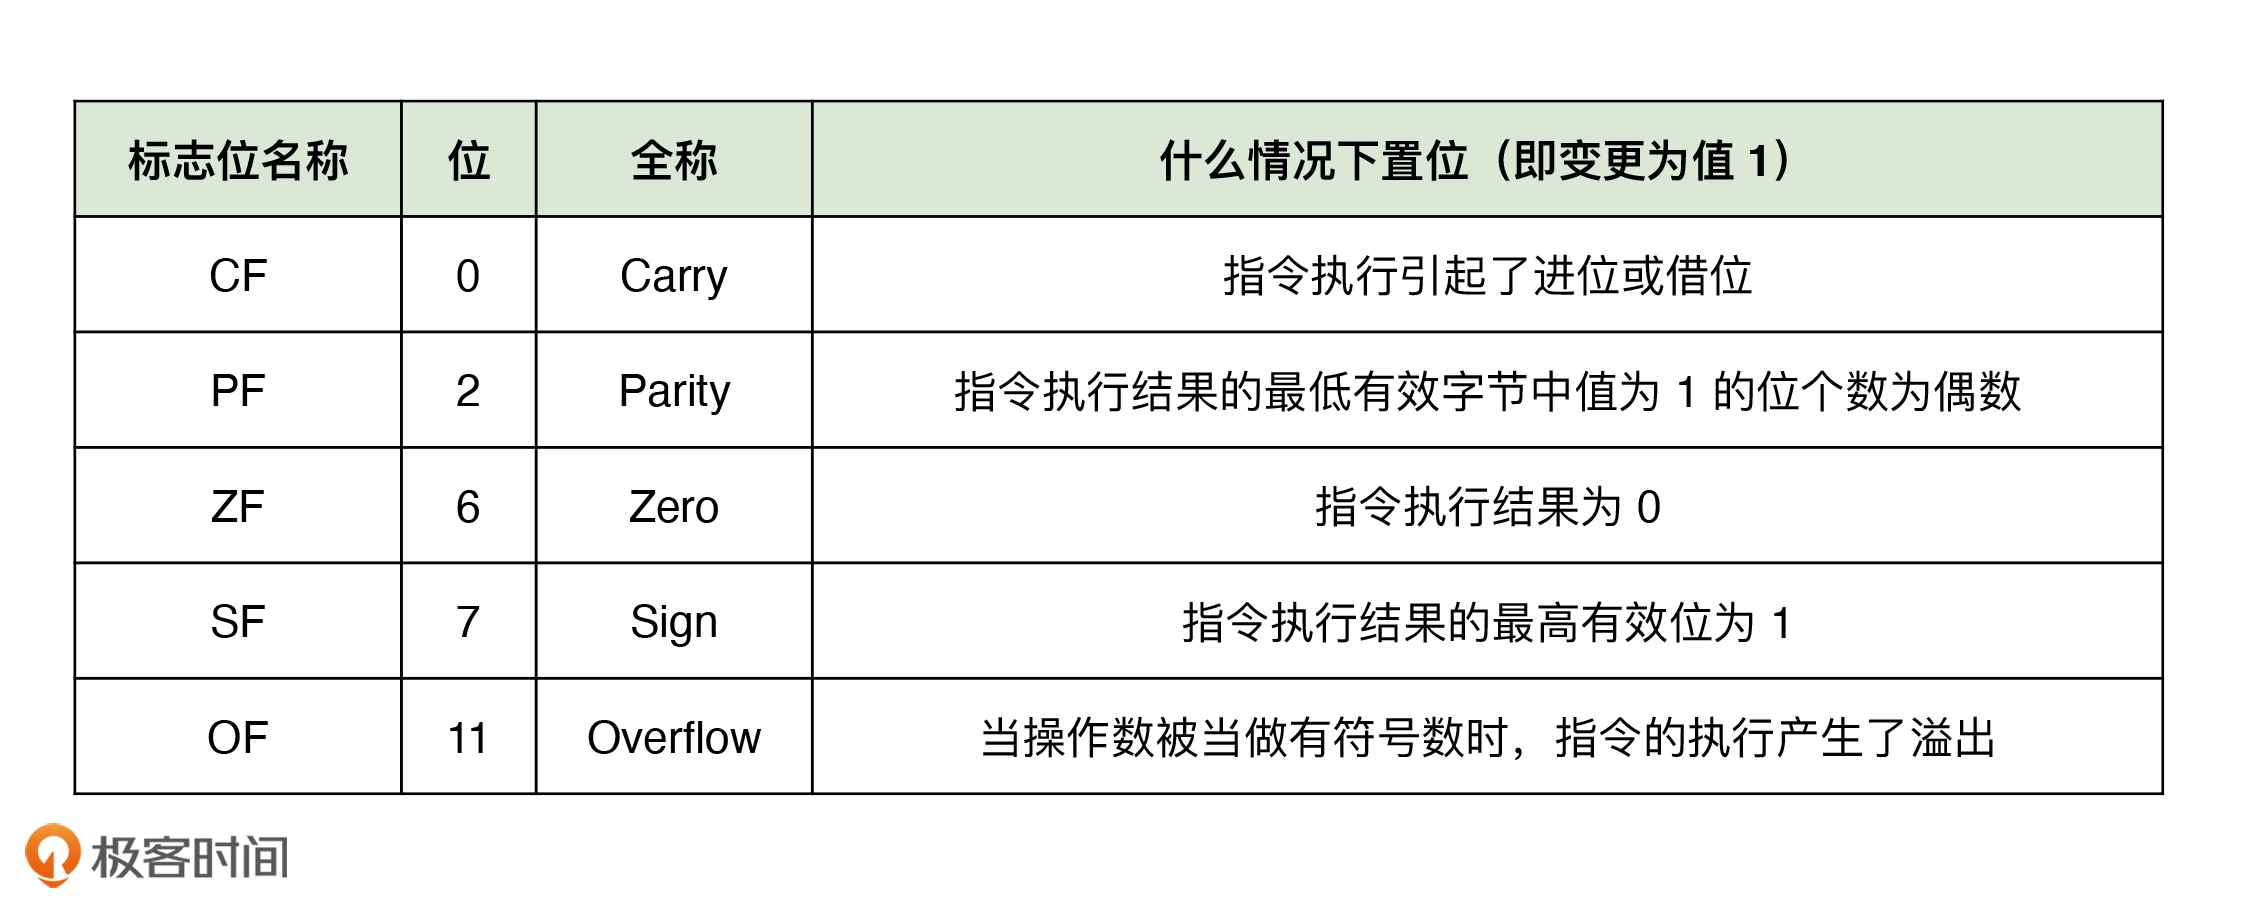 标志位名称 位 全称 什么情况下置位（即变更为值 1）
CF 0 Carry 指令执行引起了进位或借位
PF 2 Parity 指令执行结果的最低有效字节中值为 1 的位个数为偶数
ZF 6 Zero 指令执行结果为 0
SF 7 Sign 指令执行结果的最高有效位为 1
OF 11 Overflow 当操作数被当做有符号数时，指令的执行产生了溢出
极客时间